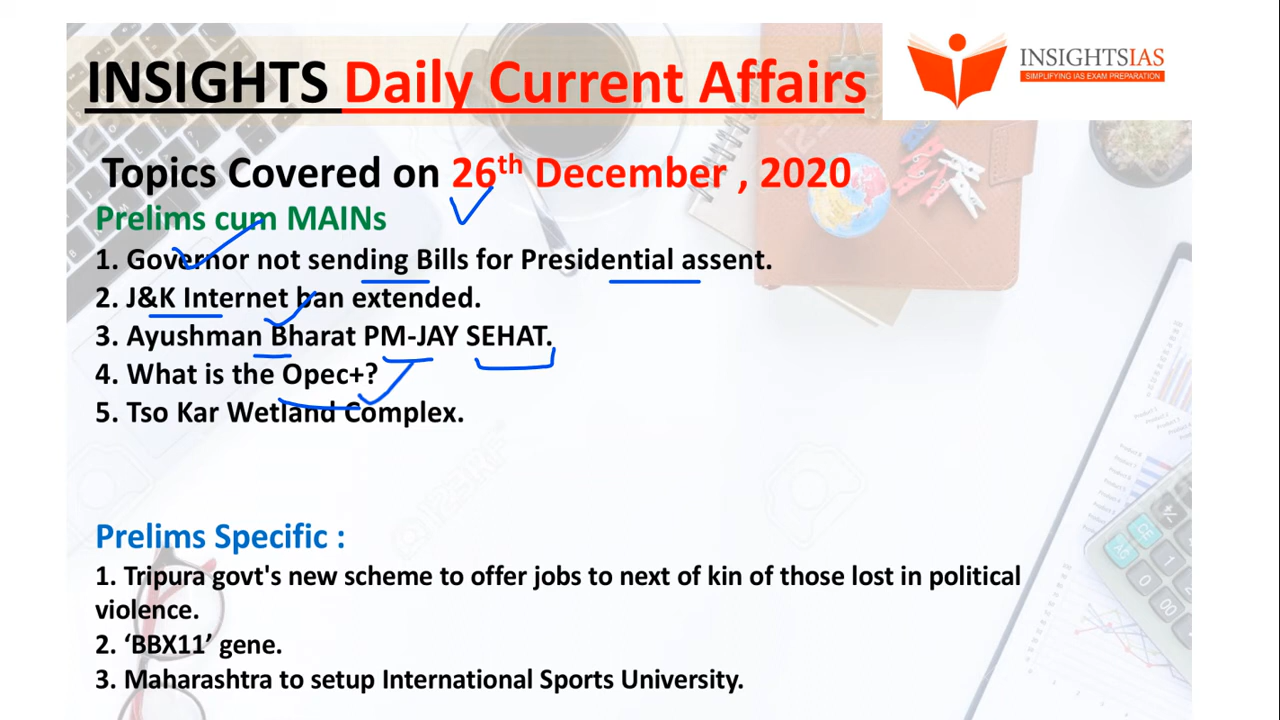 INSIGHTS Daily Current Affairs
INSIGHTSIAS
SIMPLIFYING IAS EXAM PREPARATION
Topics Covered on 26th December , 2020
Prelims cum MAINs
1. Governor not sending Bills for Presidential assent.
2. J&K Internet ban extended.
3. Ayushman Bharat PM-JAY SEHAT.
4. What is the Opec+?
5. Tso Kar Wetland Complex.
Prelims Specific :
1. Tripura govt's new scheme to offer jobs to next of kin of those lost in political
violence.
2. ‘BBX11’ gene.
3. Maharashtra to setup International Sports University.